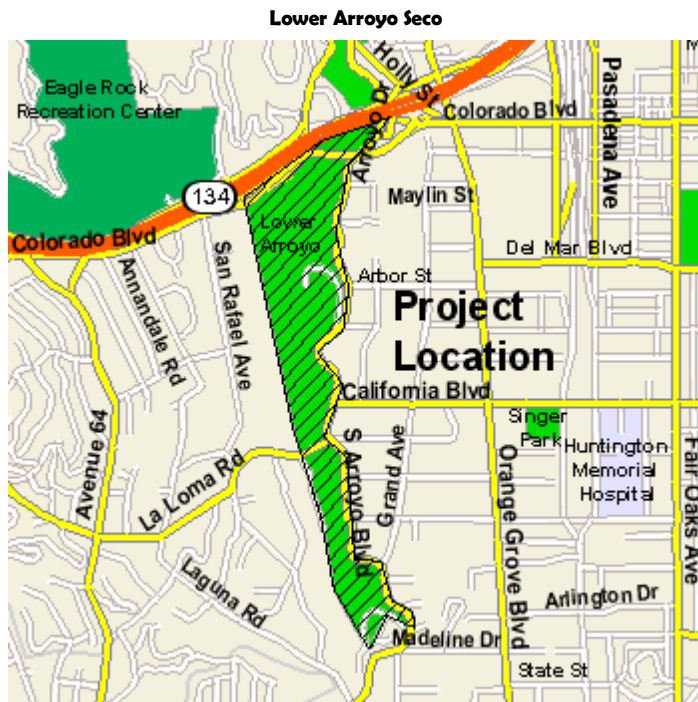 Lower Arroyo Seco
Holly St
Eagle Rock
Recreation Center
Arroyo Dr
Colorado Blvd
Pasadena Ave
134
Maylin St
Lower
Arroyo
Colorado Blvd
San Rafael Ave
Annandale Rd
Del Mar Blvd
Arbor St
Project
Location
California Blvd
Singer
Park
Huntington
Memorial
Hospital
Avenue 64
La Loma Rd
S Arroyo Blvd
Grand Ave
Orange Grove Blvd
Fair Oaks Ave
Laguna Rd
Arlington Dr
Madeline Dr
State St